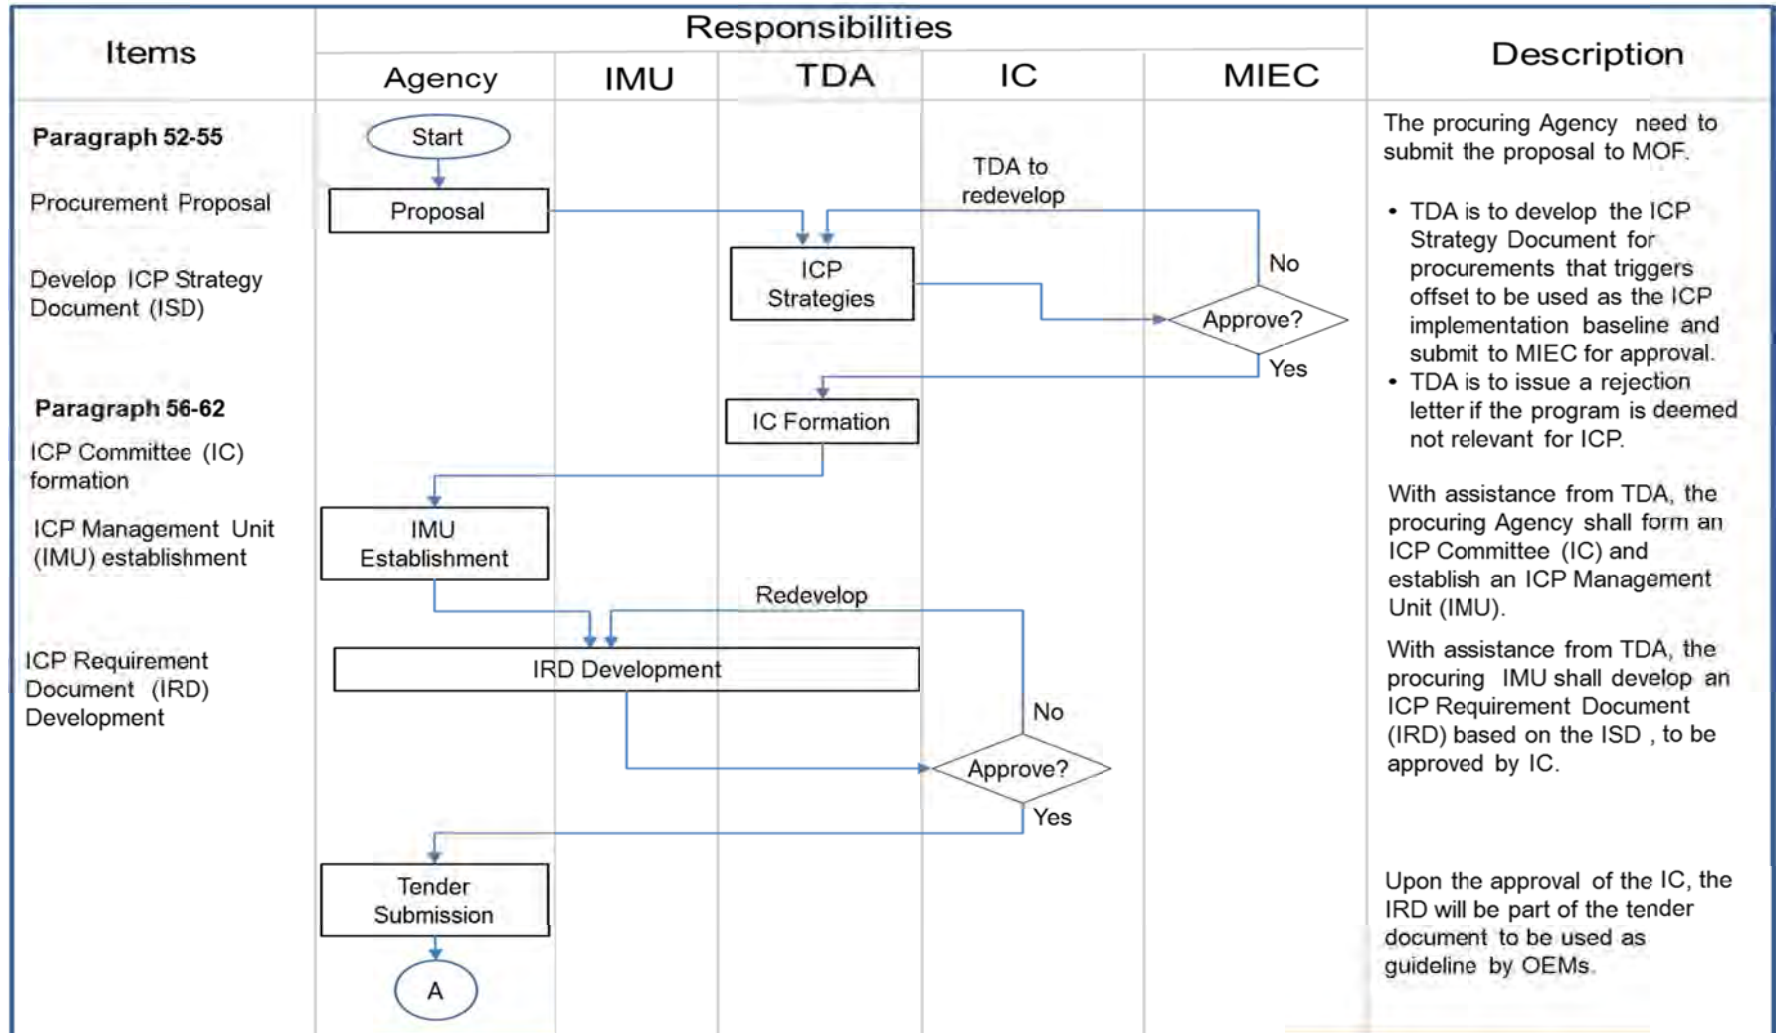 Responsibilities
Items
Description
Agency
IMU
TDA
IC
MIEC
Paragraph 52-55
Start
The procuring Agency need to
submit the proposal to MOF.
Procurement Proposal
Proposal
TDA to
redevelop
• TDA is to develop the ICP
Strategy Document for
procurements that triggers
offset to be used as the ICP
implementation baseline and
submit to MIEC for approval.
• TDA is to issue a rejection
letter if the program is deemed
not relevant for ICP.
Develop ICP Strategy
Document (ISD)
ICP
Strategies
No
Approve?
Yes
Paragraph 56-62
ICP Committee (IC)
formation
IC Formation
ICP Management Unit
(IMU) establishment
IMU
Establishment
With assistance from TDA, the
procuring Agency shall form an
ICP Committee (IC) and
establish an ICP Management
Unit (IMU).
Redevelop
ICP Requirement
Document (IRD)
Development
IRD Development
With assistance from TDA, the
procuring IMU shall develop an
ICP Requirement Document
(IRD) based on the ISD , to be
approved by IC.
No
Approve?
Yes
Tender
Submission
Upon the approval of the IC, the
IRD will be part of the tender
document to be used as
guideline by OEMs.
A